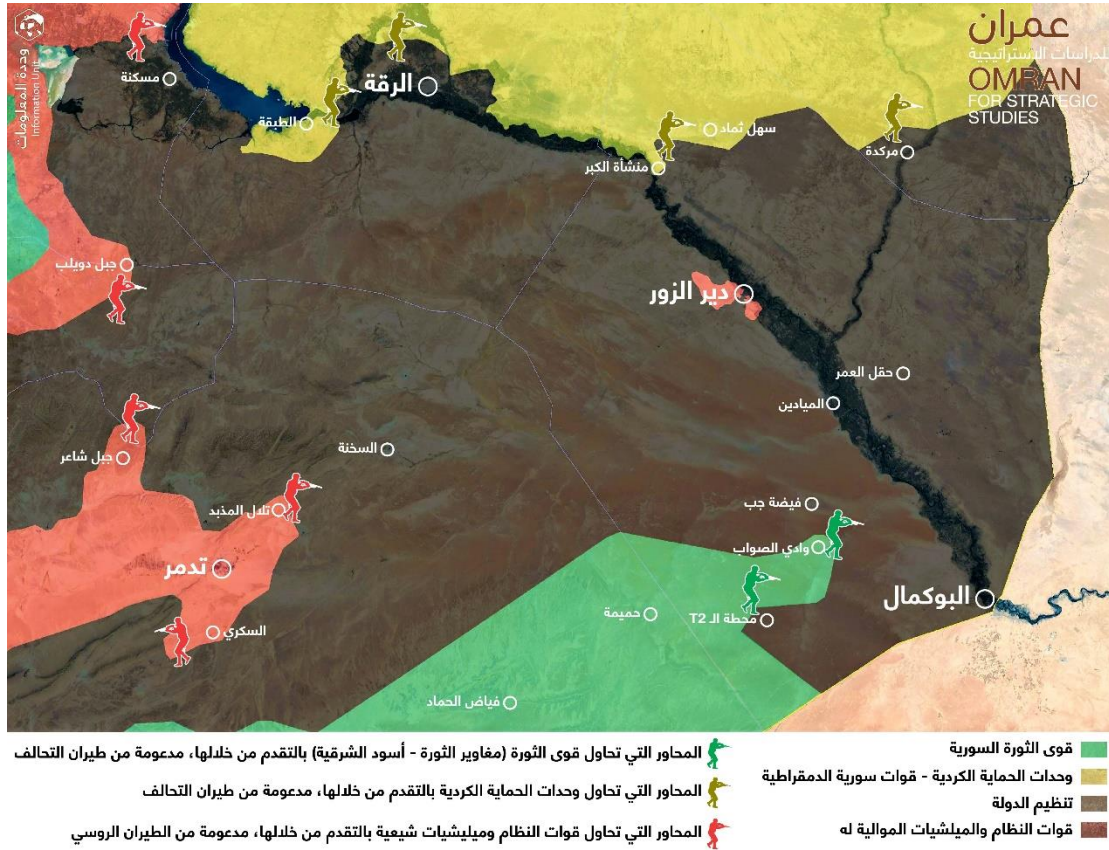 عمران
للدراسات الاستراتيجية
OMRAN
FOR STRATEGIC
STUDIES
وحدة المعلومات
Information Unit
مسكنة
الرقة
الطبقة
سهل ثماد
مركدة
منشأة الكبر
جبل دويلب
دير الزور
حقل العمر
الميادين
السخنة
جبل شاعر
تلال المذبد
فيضة جب
وادي الصواب
تدمر
البوكمال
حميمة
محطة الـ T2
السكري
فياض الحماد
قوى الثورة السورية
وحدات الحماية الكردية - قوات سورية الدمقراطية
تنظيم الدولة
قوات النظام والميلشيات الموالية له
المحاور التي تحاول قوى الثورة (مغاوير الثورة - أسود الشرقية) بالتقدم من خلالها، مدعومة من طيران التحالف
المحاور التي تحاول وحدات الحماية الكردية بالتقدم من خلالها، مدعومة من طيران التحالف
المحاور التي تحاول قوات النظام وميليشيات شيعية بالتقدم من خلالها، مدعومة من الطيران الروسي